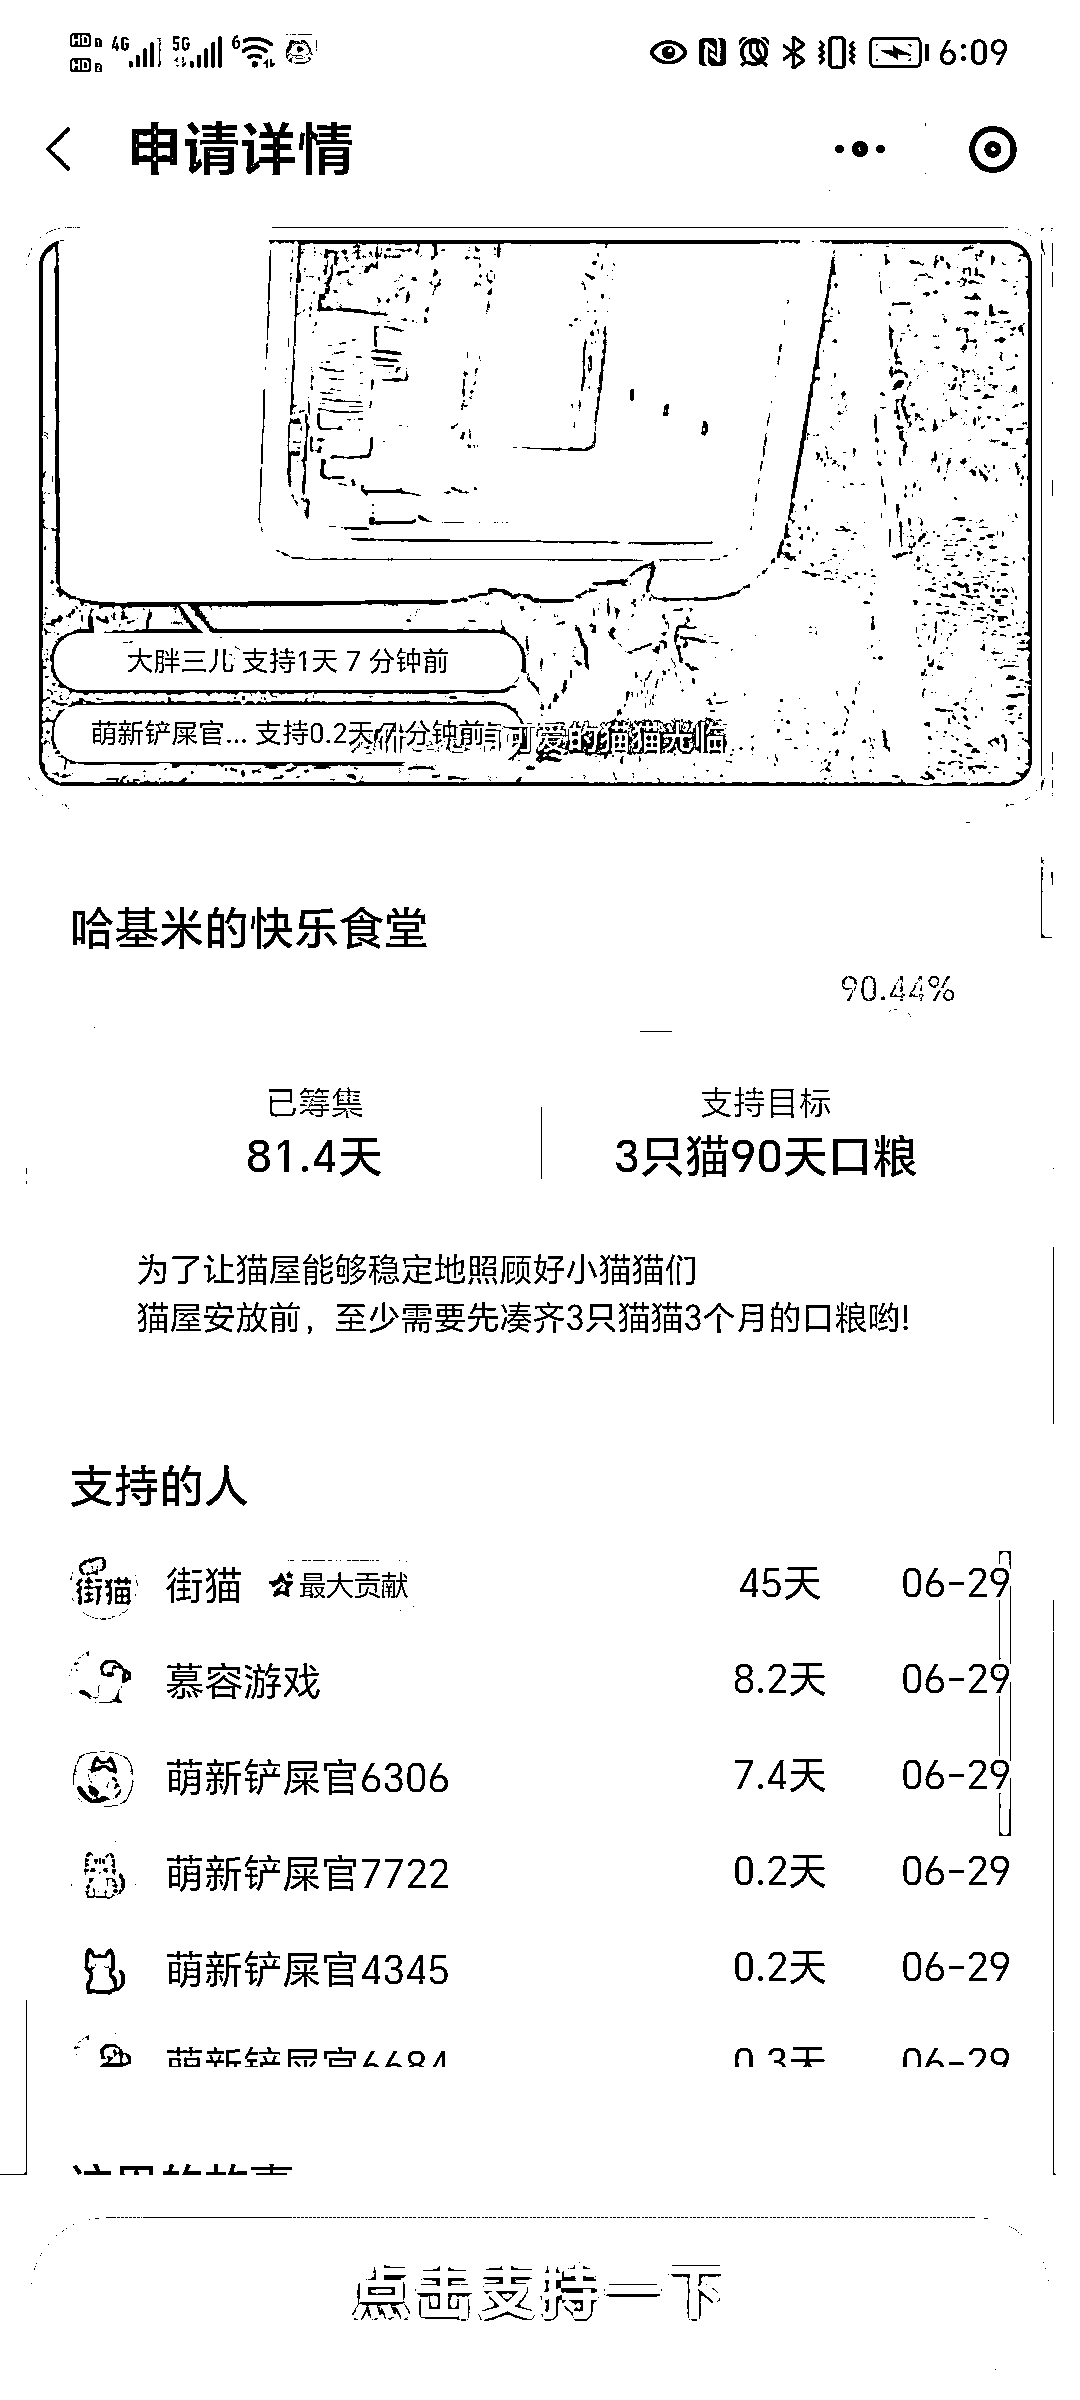 4G 5G 6 6:09
申请详情
大胖三儿 支持1天 7 分钟前
萌新铲屎官... 支持0.2天 7 分钟前
可爱的猫猫光临
哈基米的快乐食堂
90.44%
已筹集 支持目标
81.4天 3只猫90天口粮
为了让猫屋能够稳定地照顾好小猫猫们
猫屋安放前，至少需要先凑齐3只猫猫3个月的口粮哟!
支持的人
街猫 街猫 最大贡献 45天 06-29
慕容游戏 8.2天 06-29
萌新铲屎官6306 7.4天 06-29
萌新铲屎官7722 0.2天 06-29
萌新铲屎官4345 0.2天 06-29
萌新铲屎官6684 0.3天 06-29
这里的故事
点击支持一下